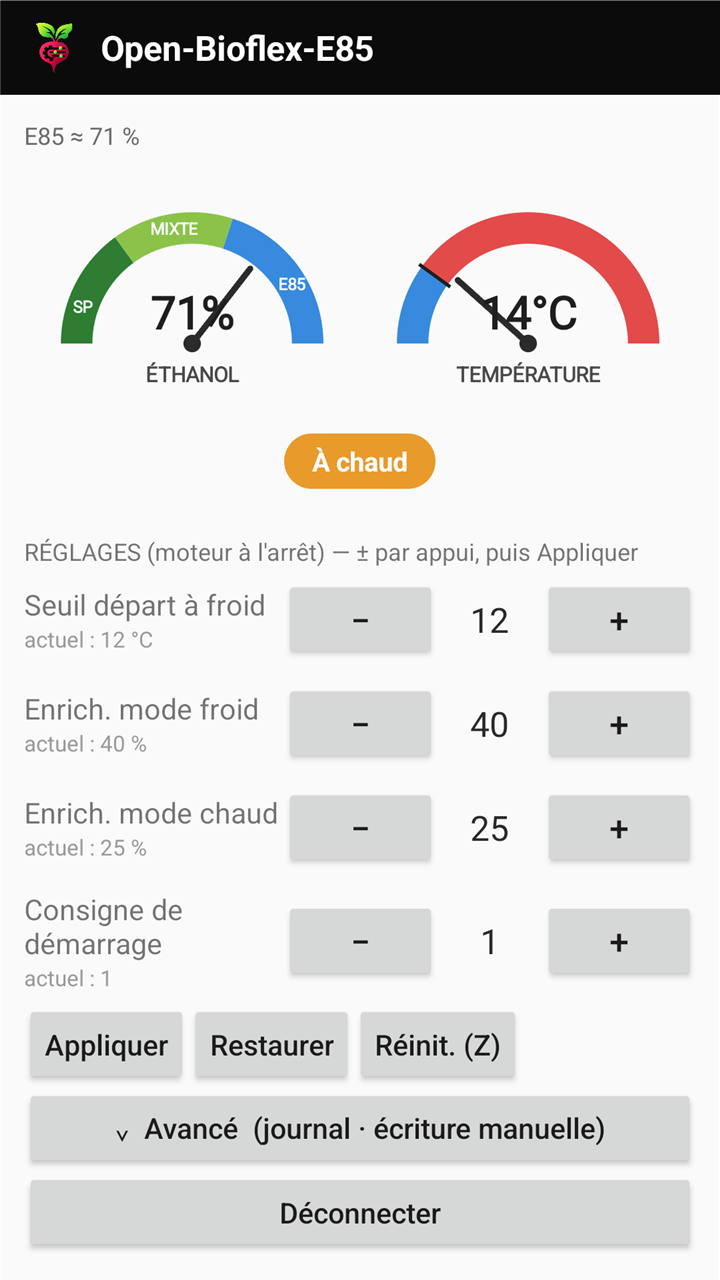 Open-Bioflex-E85
E85 ≈ 71 %
MIXTE
SP
E85
71%
14°C
ÉTHANOL
TEMPÉRATURE
À chaud
RÉGLAGES (moteur à l'arrêt) — ± par appui, puis Appliquer
Seuil départ à froid
actuel : 12 °C
− 12 +
Enrich. mode froid
actuel : 40 %
− 40 +
Enrich. mode chaud
actuel : 25 %
− 25 +
Consigne de
démarrage
actuel : 1
− 1 +
Appliquer Restaurer Réinit. (Z)
˅ Avancé (journal · écriture manuelle)
Déconnecter